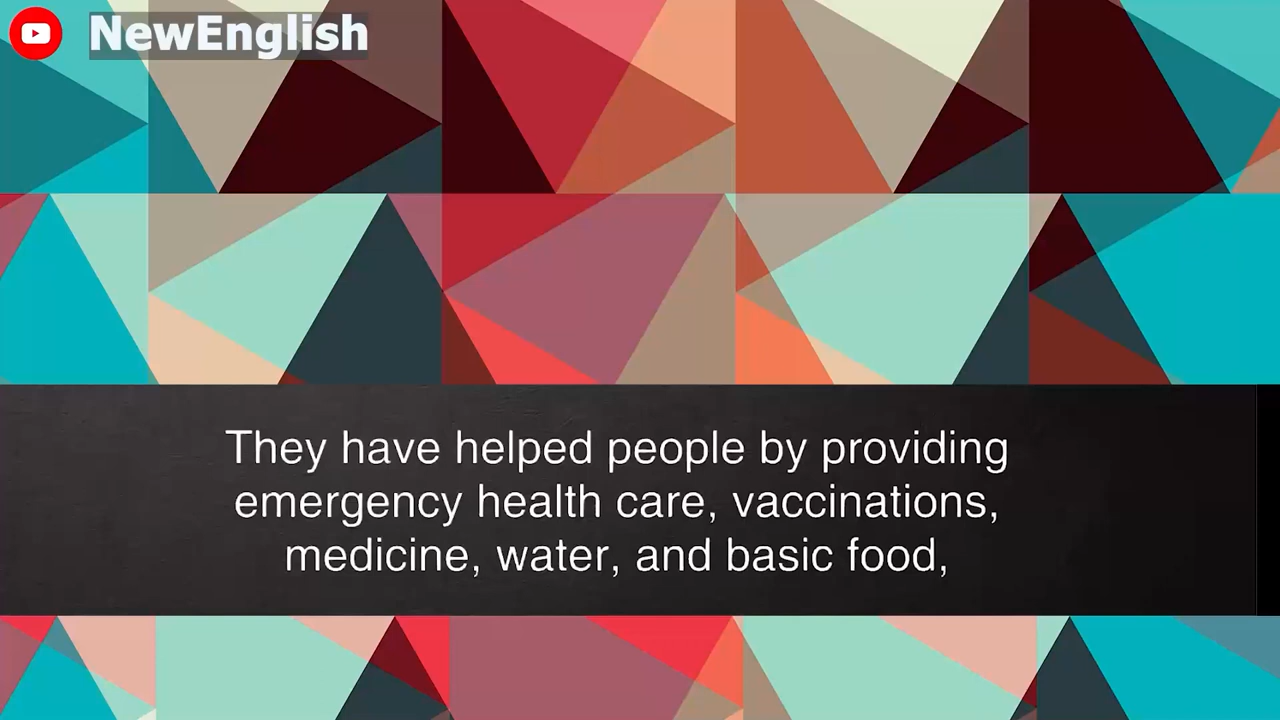 NewEnglish
They have helped people by providing
emergency health care, vaccinations,
medicine, water, and basic food,